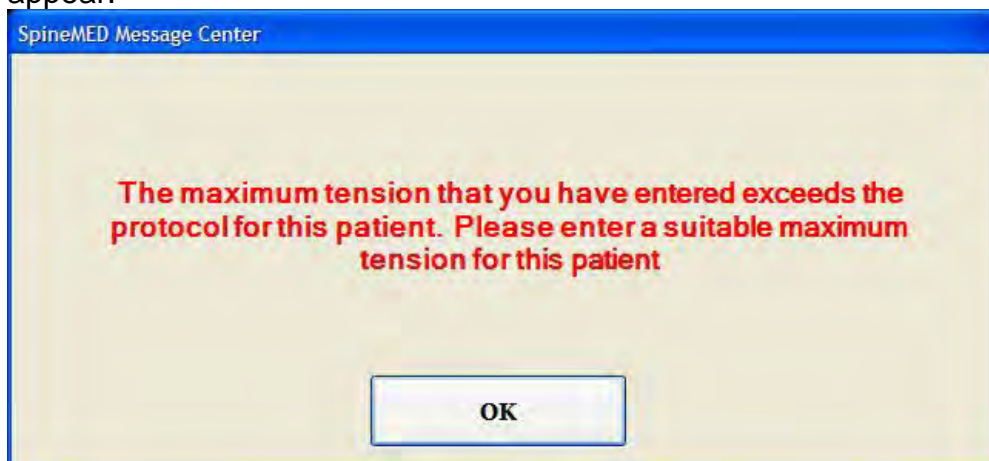 appear:
SpineMED Message Center
The maximum tension that you have entered exceeds the
protocol for this patient. Please enter a suitable maximum
tension for this patient
OK